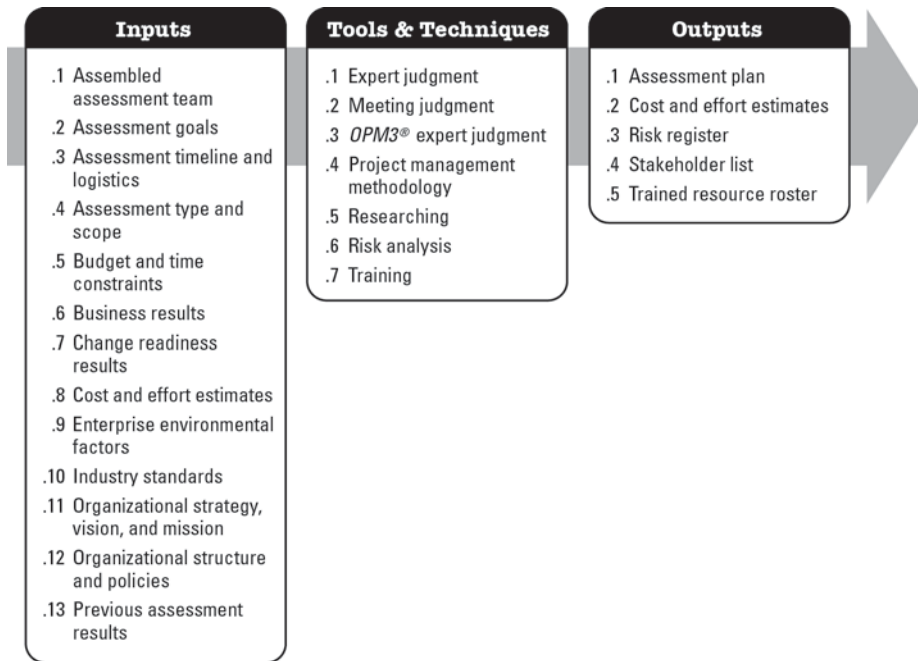 Inputs
.1 Assembled
assessment team
.2 Assessment goals
.3 Assessment timeline and
logistics
.4 Assessment type and
scope
.5 Budget and time
constraints
.6 Business results
.7 Change readiness
results
.8 Cost and effort estimates
.9 Enterprise environmental
factors
.10 Industry standards
.11 Organizational strategy,
vision, and mission
.12 Organizational structure
and policies
.13 Previous assessment
results
Tools & Techniques
.1 Expert judgment
.2 Meeting judgment
.3 OPM3® expert judgment
.4 Project management
methodology
.5 Researching
.6 Risk analysis
.7 Training
Outputs
.1 Assessment plan
.2 Cost and effort estimates
.3 Risk register
.4 Stakeholder list
.5 Trained resource roster